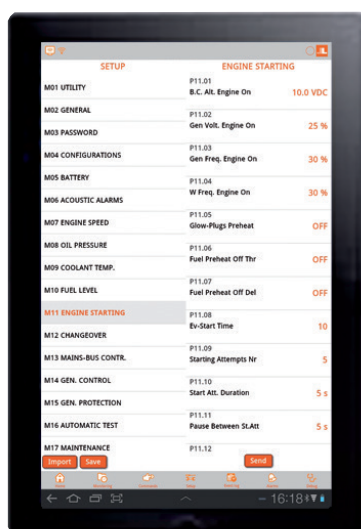 SETUP
M01 UTILITY
M02 GENERAL
M03 PASSWORD
M04 CONFIGURATIONS
M05 BATTERY
M06 ACOUSTIC ALARMS
M07 ENGINE SPEED
M08 OIL PRESSURE
M09 COOLANT TEMP.
M10 FUEL LEVEL
M11 ENGINE STARTING
M12 CHANGEOVER
M13 MAINS-BUS CONTR.
M14 GEN. CONTROL
M15 GEN. PROTECTION
M16 AUTOMATIC TEST
M17 MAINTENANCE
Import Save
ENGINE STARTING
P11.01
B.C. Alt. Engine On 10.0 VDC
P11.02
Gen Volt. Engine On 25 %
P11.03
Gen Freq. Engine On 30 %
P11.04
W Freq. Engine On 30 %
P11.05
Glow-Plugs Preheat OFF
P11.06
Fuel Preheat Off Thr OFF
P11.07
Fuel Preheat Off Del OFF
P11.08
Ev-Start Time 10
P11.09
Starting Attempts Nr 5
P11.10
Start Att. Duration 5 s
P11.11
Pause Between St.Att 5 s
P11.12
Send
16:18